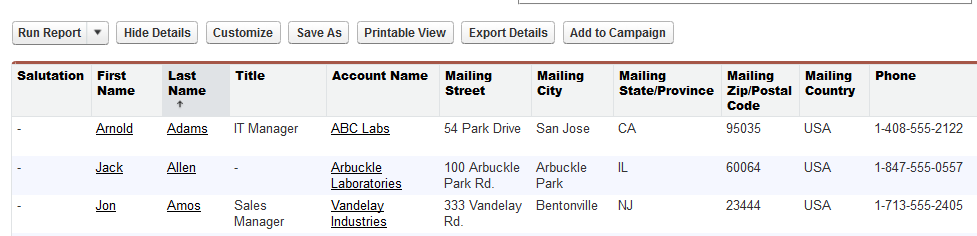 Run Report ▼ Hide Details Customize Save As Printable View Export Details Add to Campaign
Salutation First Name Last Name ↑ Title Account Name Mailing Street Mailing City Mailing State/Province Mailing Zip/Postal Code Mailing Country Phone
- Arnold Adams IT Manager ABC Labs 54 Park Drive San Jose CA 95035 USA 1-408-555-2122
- Jack Allen - Arbuckle Laboratories 100 Arbuckle Park Rd. Arbuckle Park IL 60064 USA 1-847-555-0557
- Jon Amos Sales Manager Vandelay Industries 333 Vandelay Rd. Bentonville NJ 23444 USA 1-713-555-2405